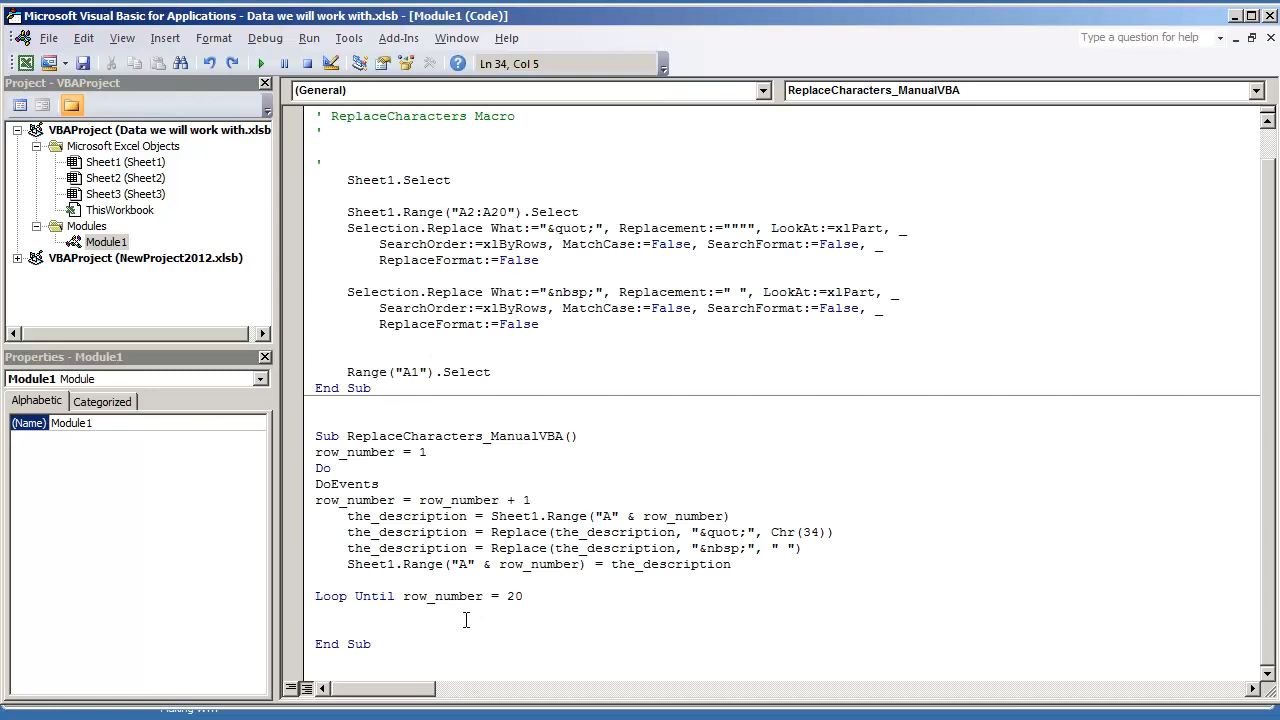 Microsoft Visual Basic for Applications - Data we will work with.xlsb - [Module1 (Code)]
File Edit View Insert Format Debug Run Tools Add-Ins Window Help Type a question for help
Ln 34, Col 5
Project - VBAProject
(General) ReplaceCharacters_ManualVBA
VBAProject (Data we will work with.xlsb
Microsoft Excel Objects
Sheet1 (Sheet1)
Sheet2 (Sheet2)
Sheet3 (Sheet3)
ThisWorkbook
Modules
Module1
VBAProject (NewProject2012.xlsb)
Properties - Module1
Module1 Module
Alphabetic Categorized
(Name) Module1
' ReplaceCharacters Macro
'
'
Sheet1.Select
Sheet1.Range("A2:A20").Select
Selection.Replace What:="&quot;", Replacement:="""", LookAt:=xlPart, _
SearchOrder:=xlByRows, MatchCase:=False, SearchFormat:=False, _
ReplaceFormat:=False
Selection.Replace What:="&nbsp;", Replacement:=" ", LookAt:=xlPart, _
SearchOrder:=xlByRows, MatchCase:=False, SearchFormat:=False, _
ReplaceFormat:=False
Range("A1").Select
End Sub
Sub ReplaceCharacters_ManualVBA()
row_number = 1
Do
DoEvents
row_number = row_number + 1
the_description = Sheet1.Range("A" & row_number)
the_description = Replace(the_description, "&quot;", Chr(34))
the_description = Replace(the_description, "&nbsp;", " ")
Sheet1.Range("A" & row_number) = the_description
Loop Until row_number = 20
End Sub